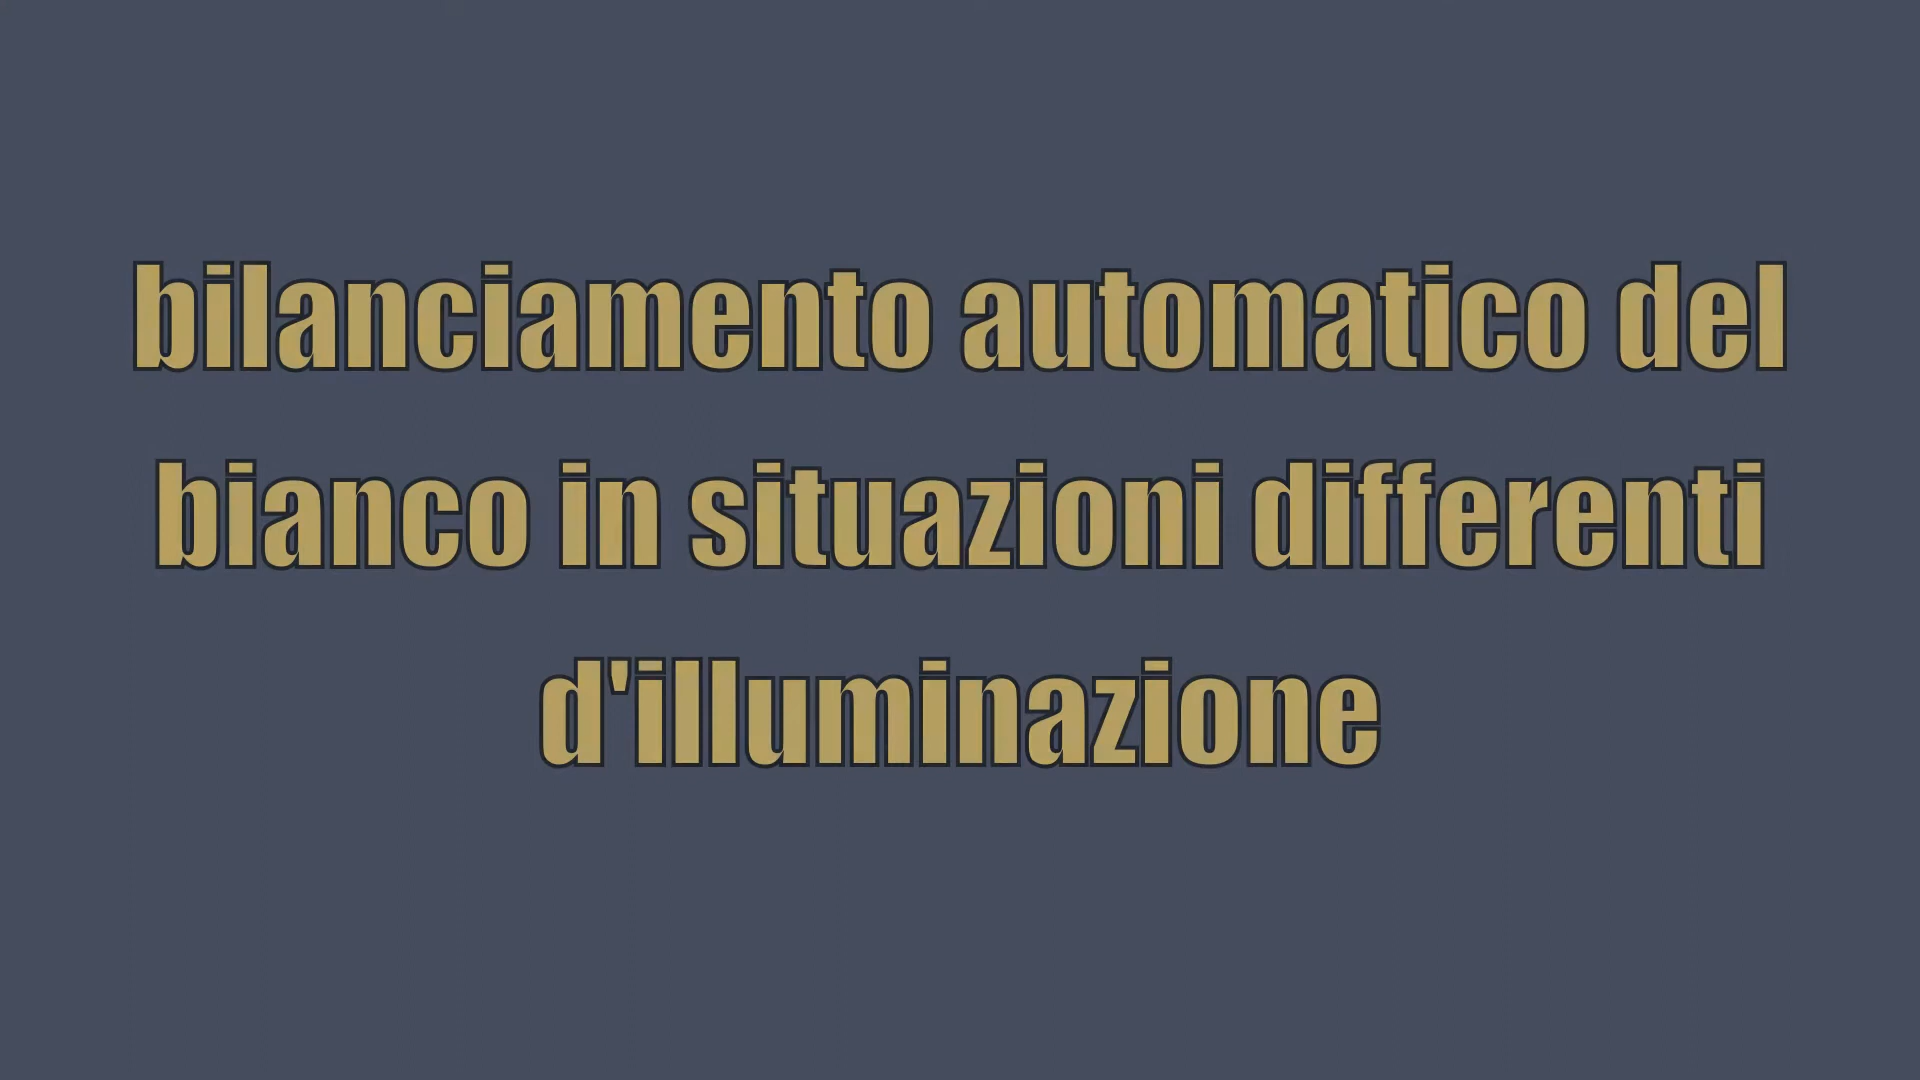 bilanciamento automatico del
bianco in situazioni differenti
d'illuminazione